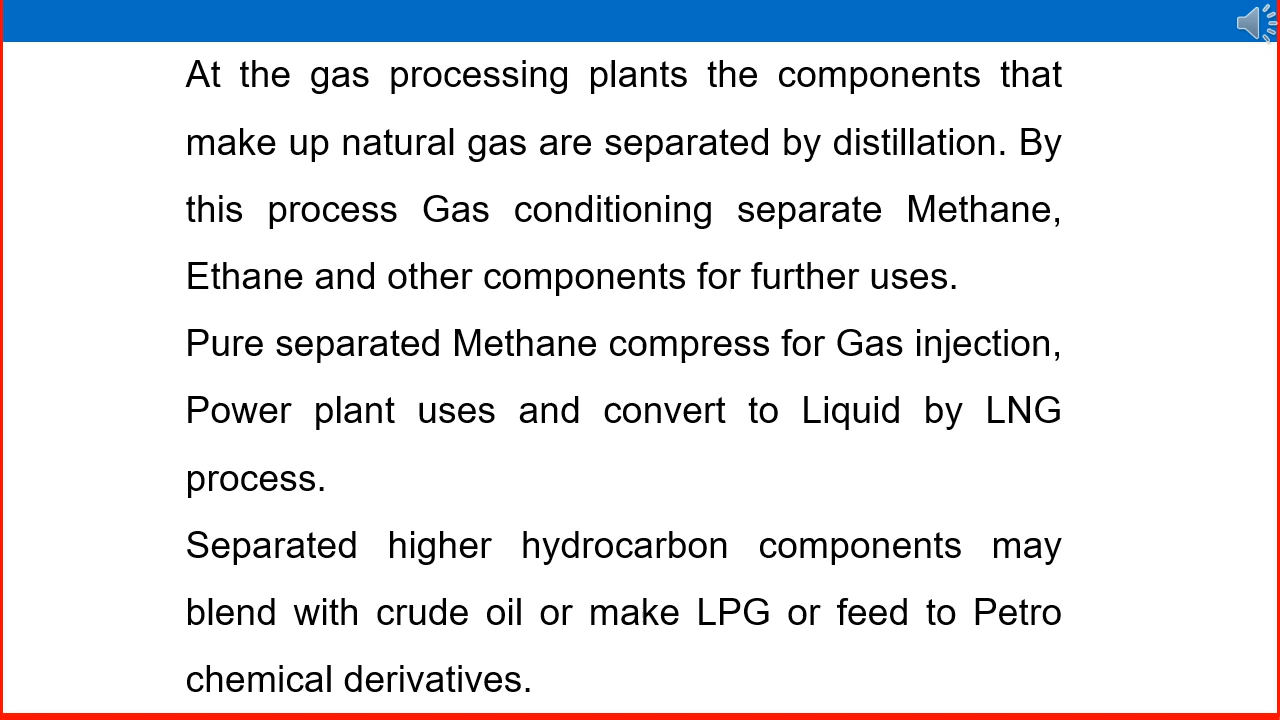 At the gas processing plants the components that
make up natural gas are separated by distillation. By
this process Gas conditioning separate Methane,
Ethane and other components for further uses.
Pure separated Methane compress for Gas injection,
Power plant uses and convert to Liquid by LNG
process.
Separated higher hydrocarbon components may
blend with crude oil or make LPG or feed to Petro
chemical derivatives.